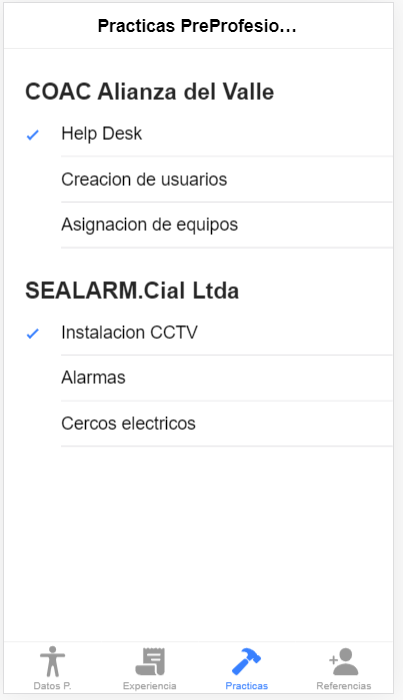 Practicas PreProfesio...
COAC Alianza del Valle
Help Desk
Creacion de usuarios
Asignacion de equipos
SEALARM.Cial Ltda
Instalacion CCTV
Alarmas
Cercos electricos
Datos P.
Experiencia
Practicas
Referencias